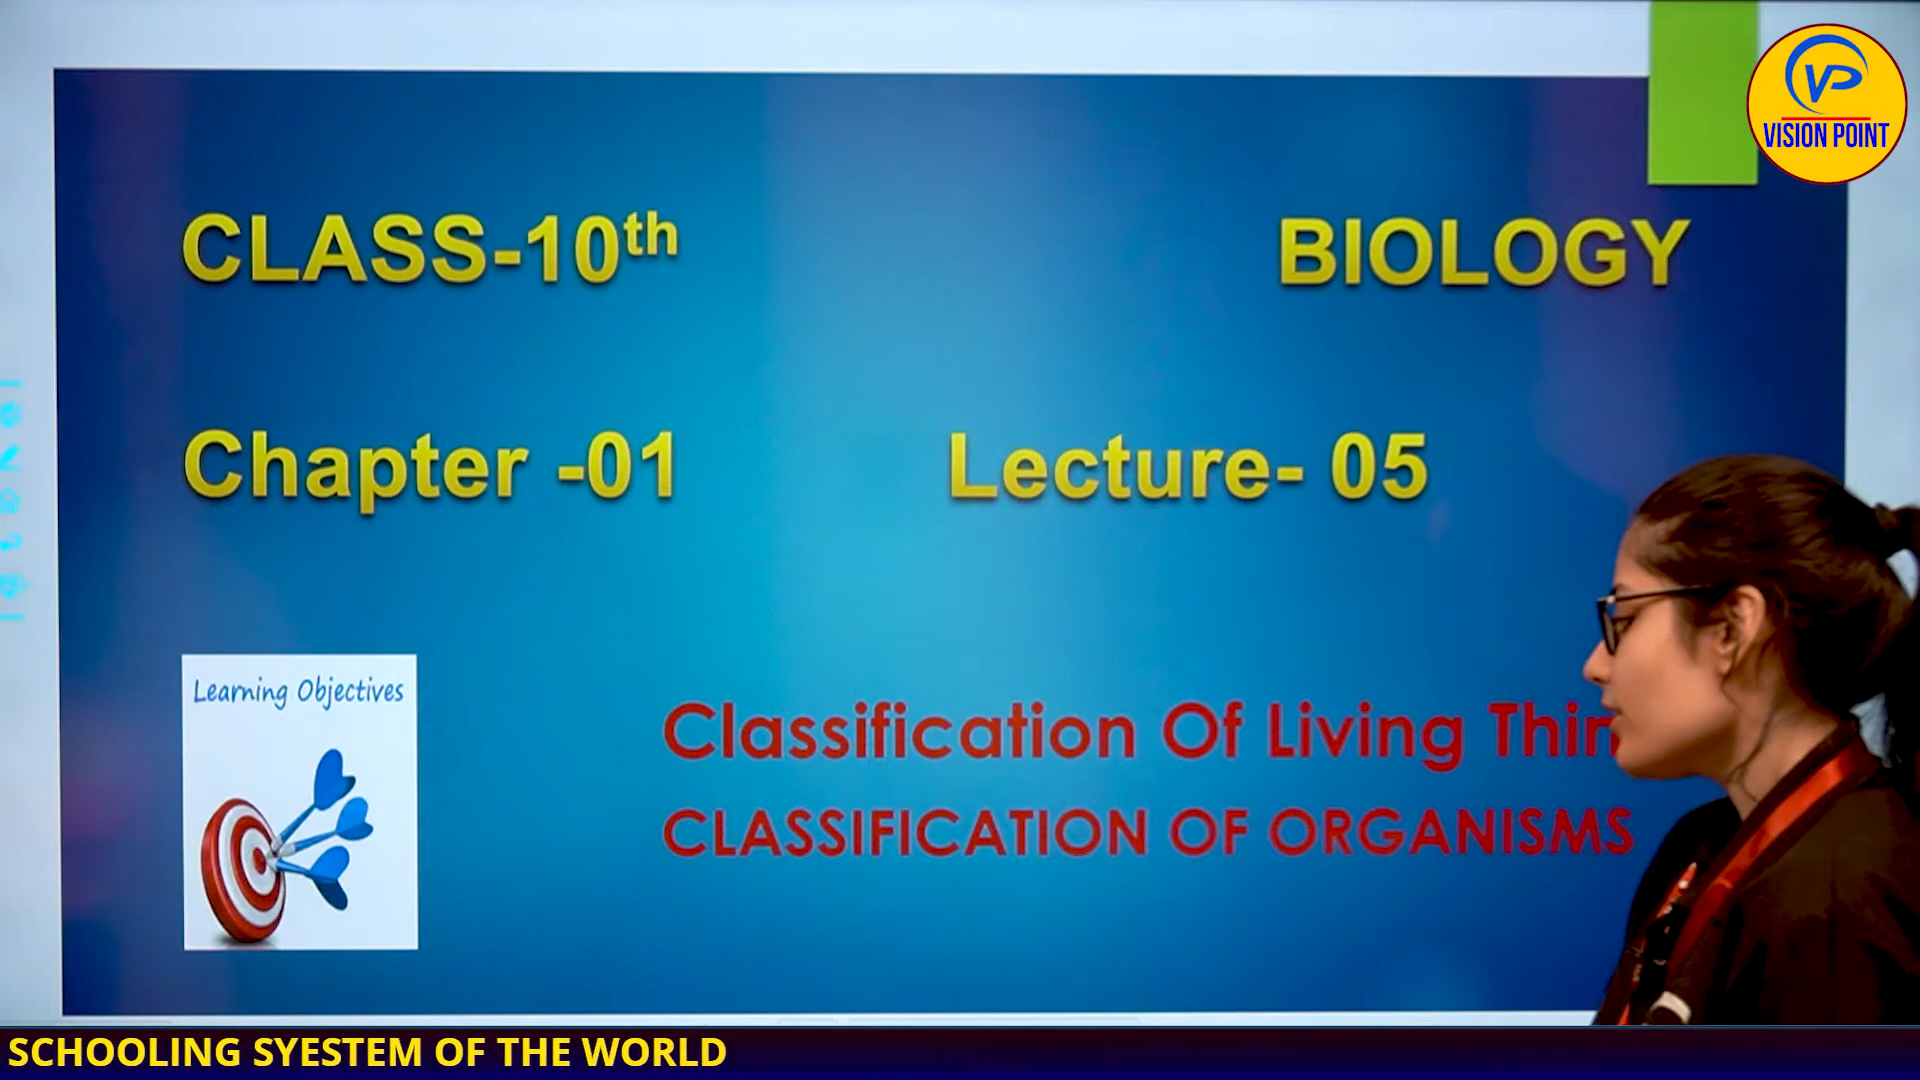 VP
VISION POINT
CLASS-10th
BIOLOGY
Chapter -01
Lecture- 05
Learning Objectives
Classification Of Living
CLASSIFICATION OF ORGANISMS
SCHOOLING SYESTEM OF THE WORLD